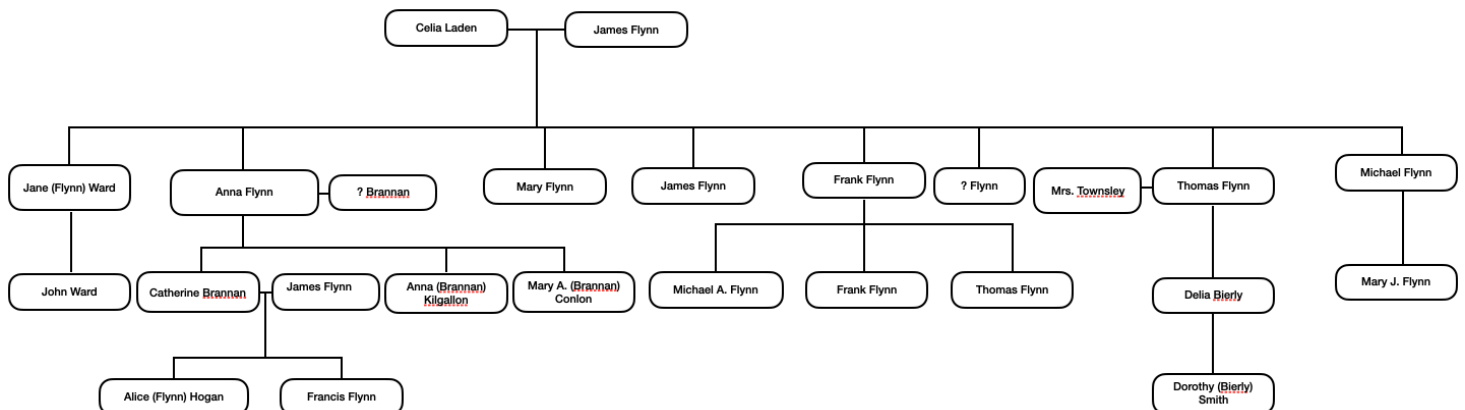 Celia Laden
James Flynn
Jane (Flynn) Ward
Anna Flynn
? Brannan
Mary Flynn
James Flynn
Frank Flynn
? Flynn
Mrs. Townsley
Thomas Flynn
Michael Flynn
John Ward
Catherine Brannan
James Flynn
Anna (Brannan)
Kilgallon
Mary A. (Brannan)
Conlon
Michael A. Flynn
Frank Flynn
Thomas Flynn
Delia Bierly
Mary J. Flynn
Alice (Flynn) Hogan
Francis Flynn
Dorothy (Bierly)
Smith